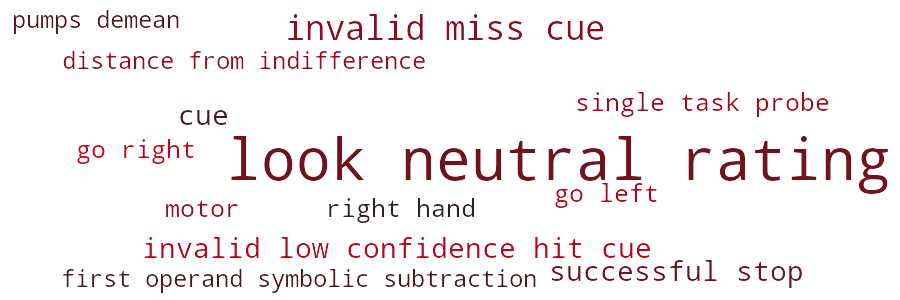 pumps demean
invalid miss cue
distance from indifference
single task probe
cue
go right
look neutral rating
go left
motor
right hand
invalid low confidence hit cue
successful stop
first operand symbolic subtraction